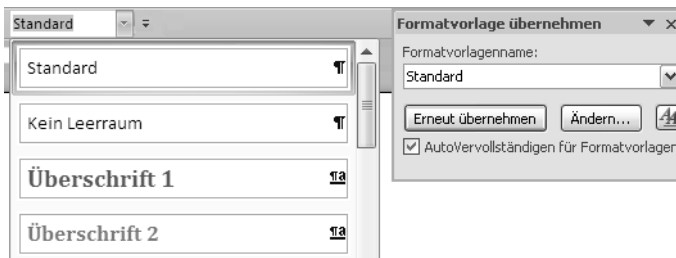 Standard
Standard ¶
Kein Leerraum ¶
Überschrift 1 ¶a
Überschrift 2 ¶a
Formatvorlage übernehmen
Formatvorlagenname:
Standard
Erneut übernehmen Ändern...
AutoVervollständigen für Formatvorlagen